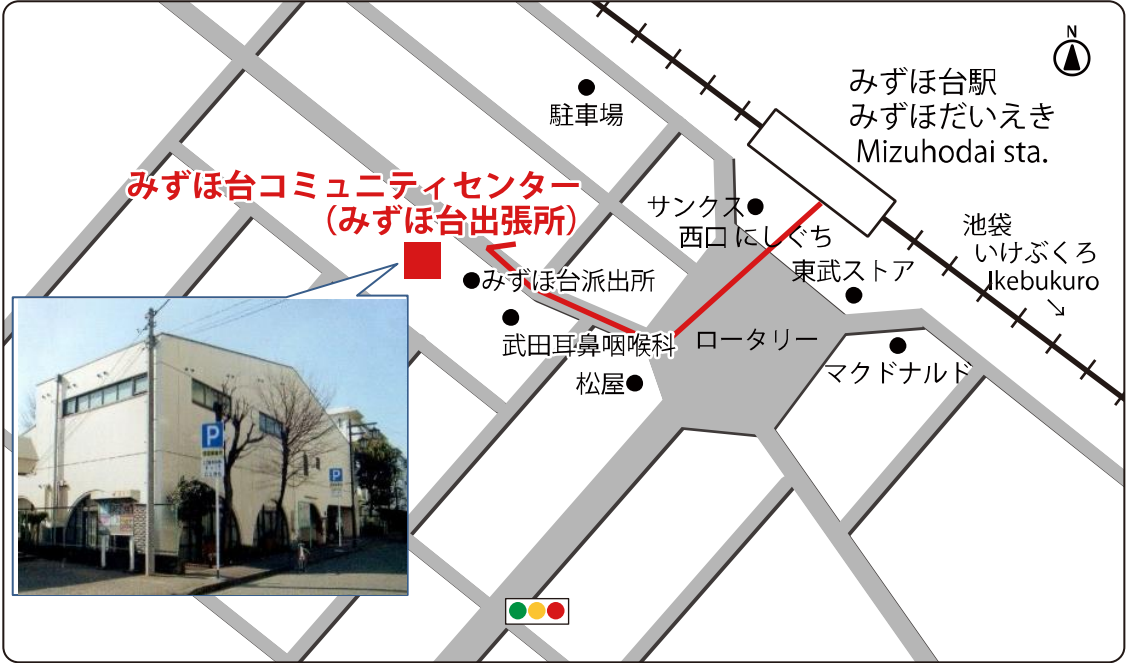 N
みずほ台駅
みずほだいえき
Mizuhodai sta.
駐車場
みずほ台コミュニティセンター
(みずほ台出張所)
サンクス
西口 にしぐち
池袋
いけぶくろ
Ikebukuro
東武ストア
みずほ台派出所
武田耳鼻咽喉科
ロータリー
マクドナルド
松屋
P
P